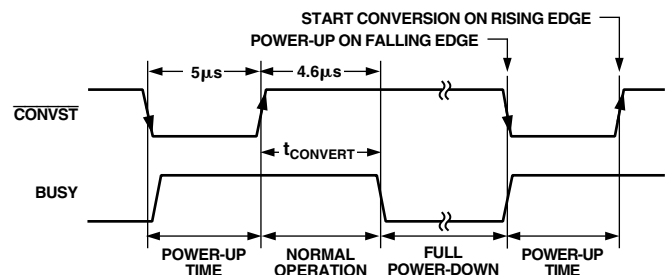 START CONVERSION ON RISING EDGE
POWER-UP ON FALLING EDGE
5μs
4.6μs
CONVST
tCONVERT
BUSY
POWER-UP
TIME
NORMAL
OPERATION
FULL
POWER-DOWN
POWER-UP
TIME